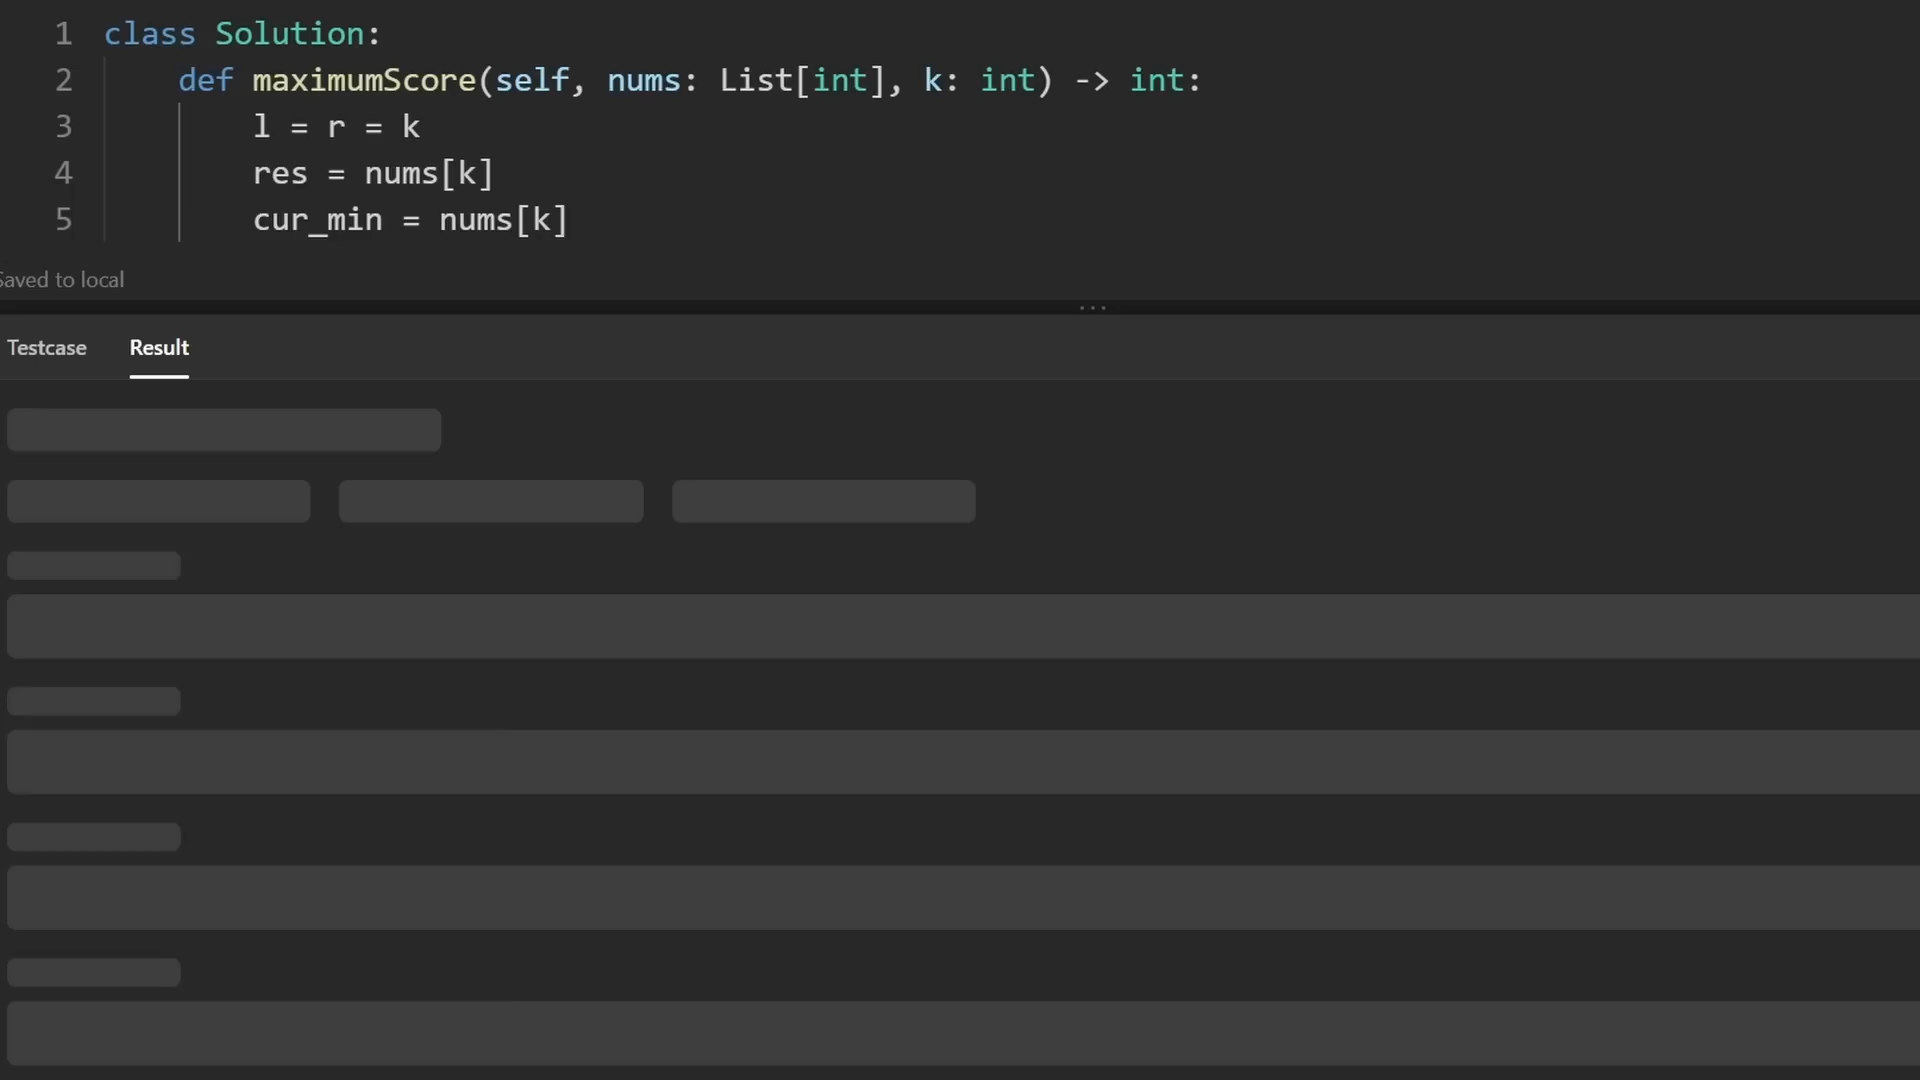 1 class Solution:
2 def maximumScore(self, nums: List[int], k: int) -> int:
3 l = r = k
4 res = nums[k]
5 cur_min = nums[k]
Saved to local
...
Testcase Result